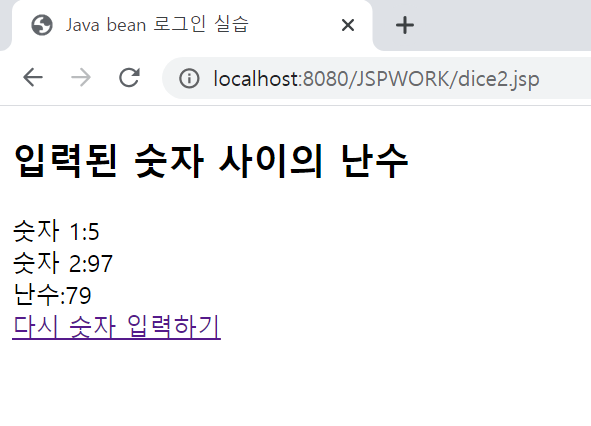 Java bean 로그인 실습
localhost:8080/JSPWORK/dice2.jsp
입력된 숫자 사이의 난수
숫자 1:5
숫자 2:97
난수:79
다시 숫자 입력하기